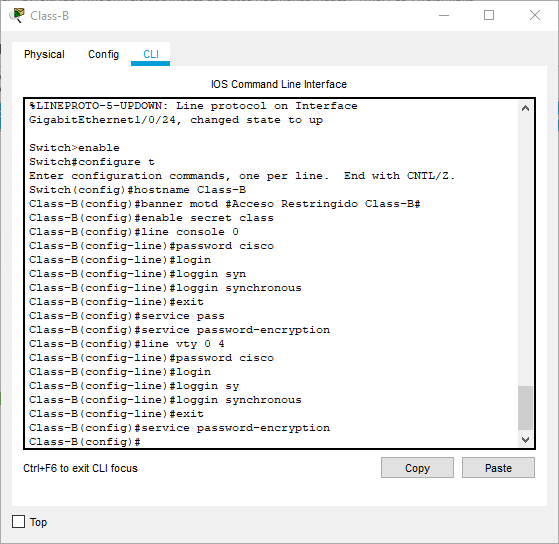 Class-B
Physical Config CLI
IOS Command Line Interface
%LINEPROTO-5-UPDOWN: Line protocol on Interface
GigabitEthernet1/0/24, changed state to up
Switch>enable
Switch#configure t
Enter configuration commands, one per line.  End with CNTL/Z.
Switch(config)#hostname Class-B
Class-B(config)#banner motd #Acceso Restringido Class-B#
Class-B(config)#enable secret class
Class-B(config)#line console 0
Class-B(config-line)#password cisco
Class-B(config-line)#login
Class-B(config-line)#loggin syn
Class-B(config-line)#loggin synchronous
Class-B(config-line)#exit
Class-B(config)#service pass
Class-B(config)#service password-encryption
Class-B(config)#line vty 0 4
Class-B(config-line)#password cisco
Class-B(config-line)#login
Class-B(config-line)#loggin sy
Class-B(config-line)#loggin synchronous
Class-B(config-line)#exit
Class-B(config)#service password-encryption
Class-B(config)#
Ctrl+F6 to exit CLI focus Copy Paste
Top